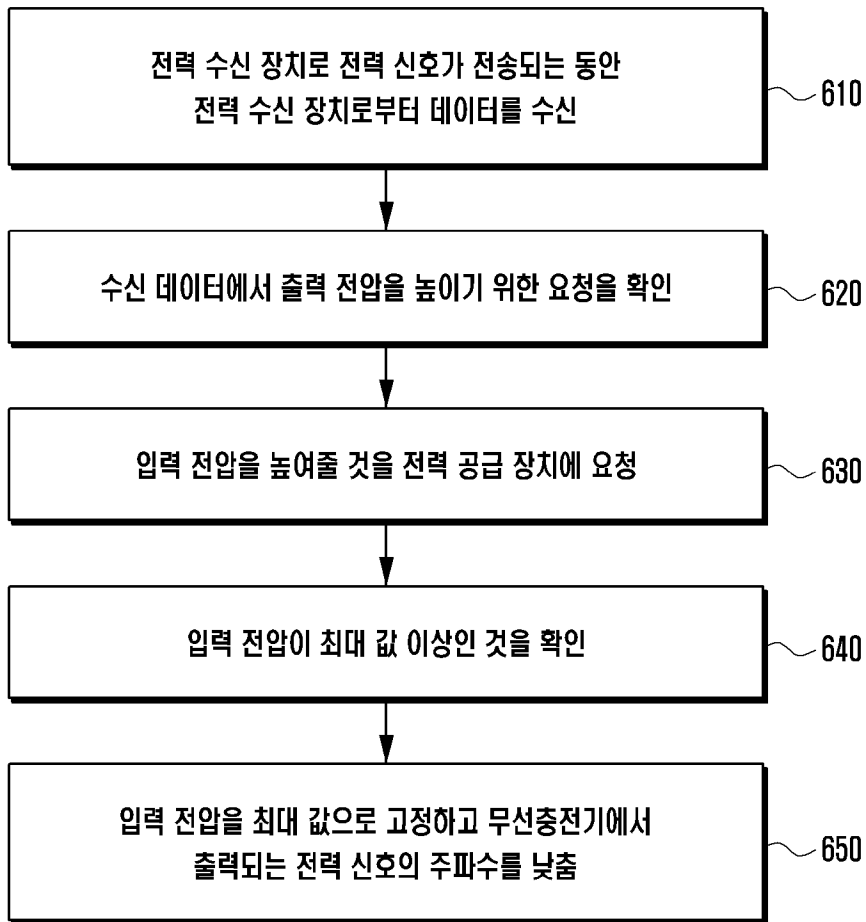 전력 수신 장치로 전력 신호가 전송되는 동안
전력 수신 장치로부터 데이터를 수신
610
수신 데이터에서 출력 전압을 높이기 위한 요청을 확인
620
입력 전압을 높여줄 것을 전력 공급 장치에 요청
630
입력 전압이 최대 값 이상인 것을 확인
640
입력 전압을 최대 값으로 고정하고 무선충전기에서
출력되는 전력 신호의 주파수를 낮춤
650